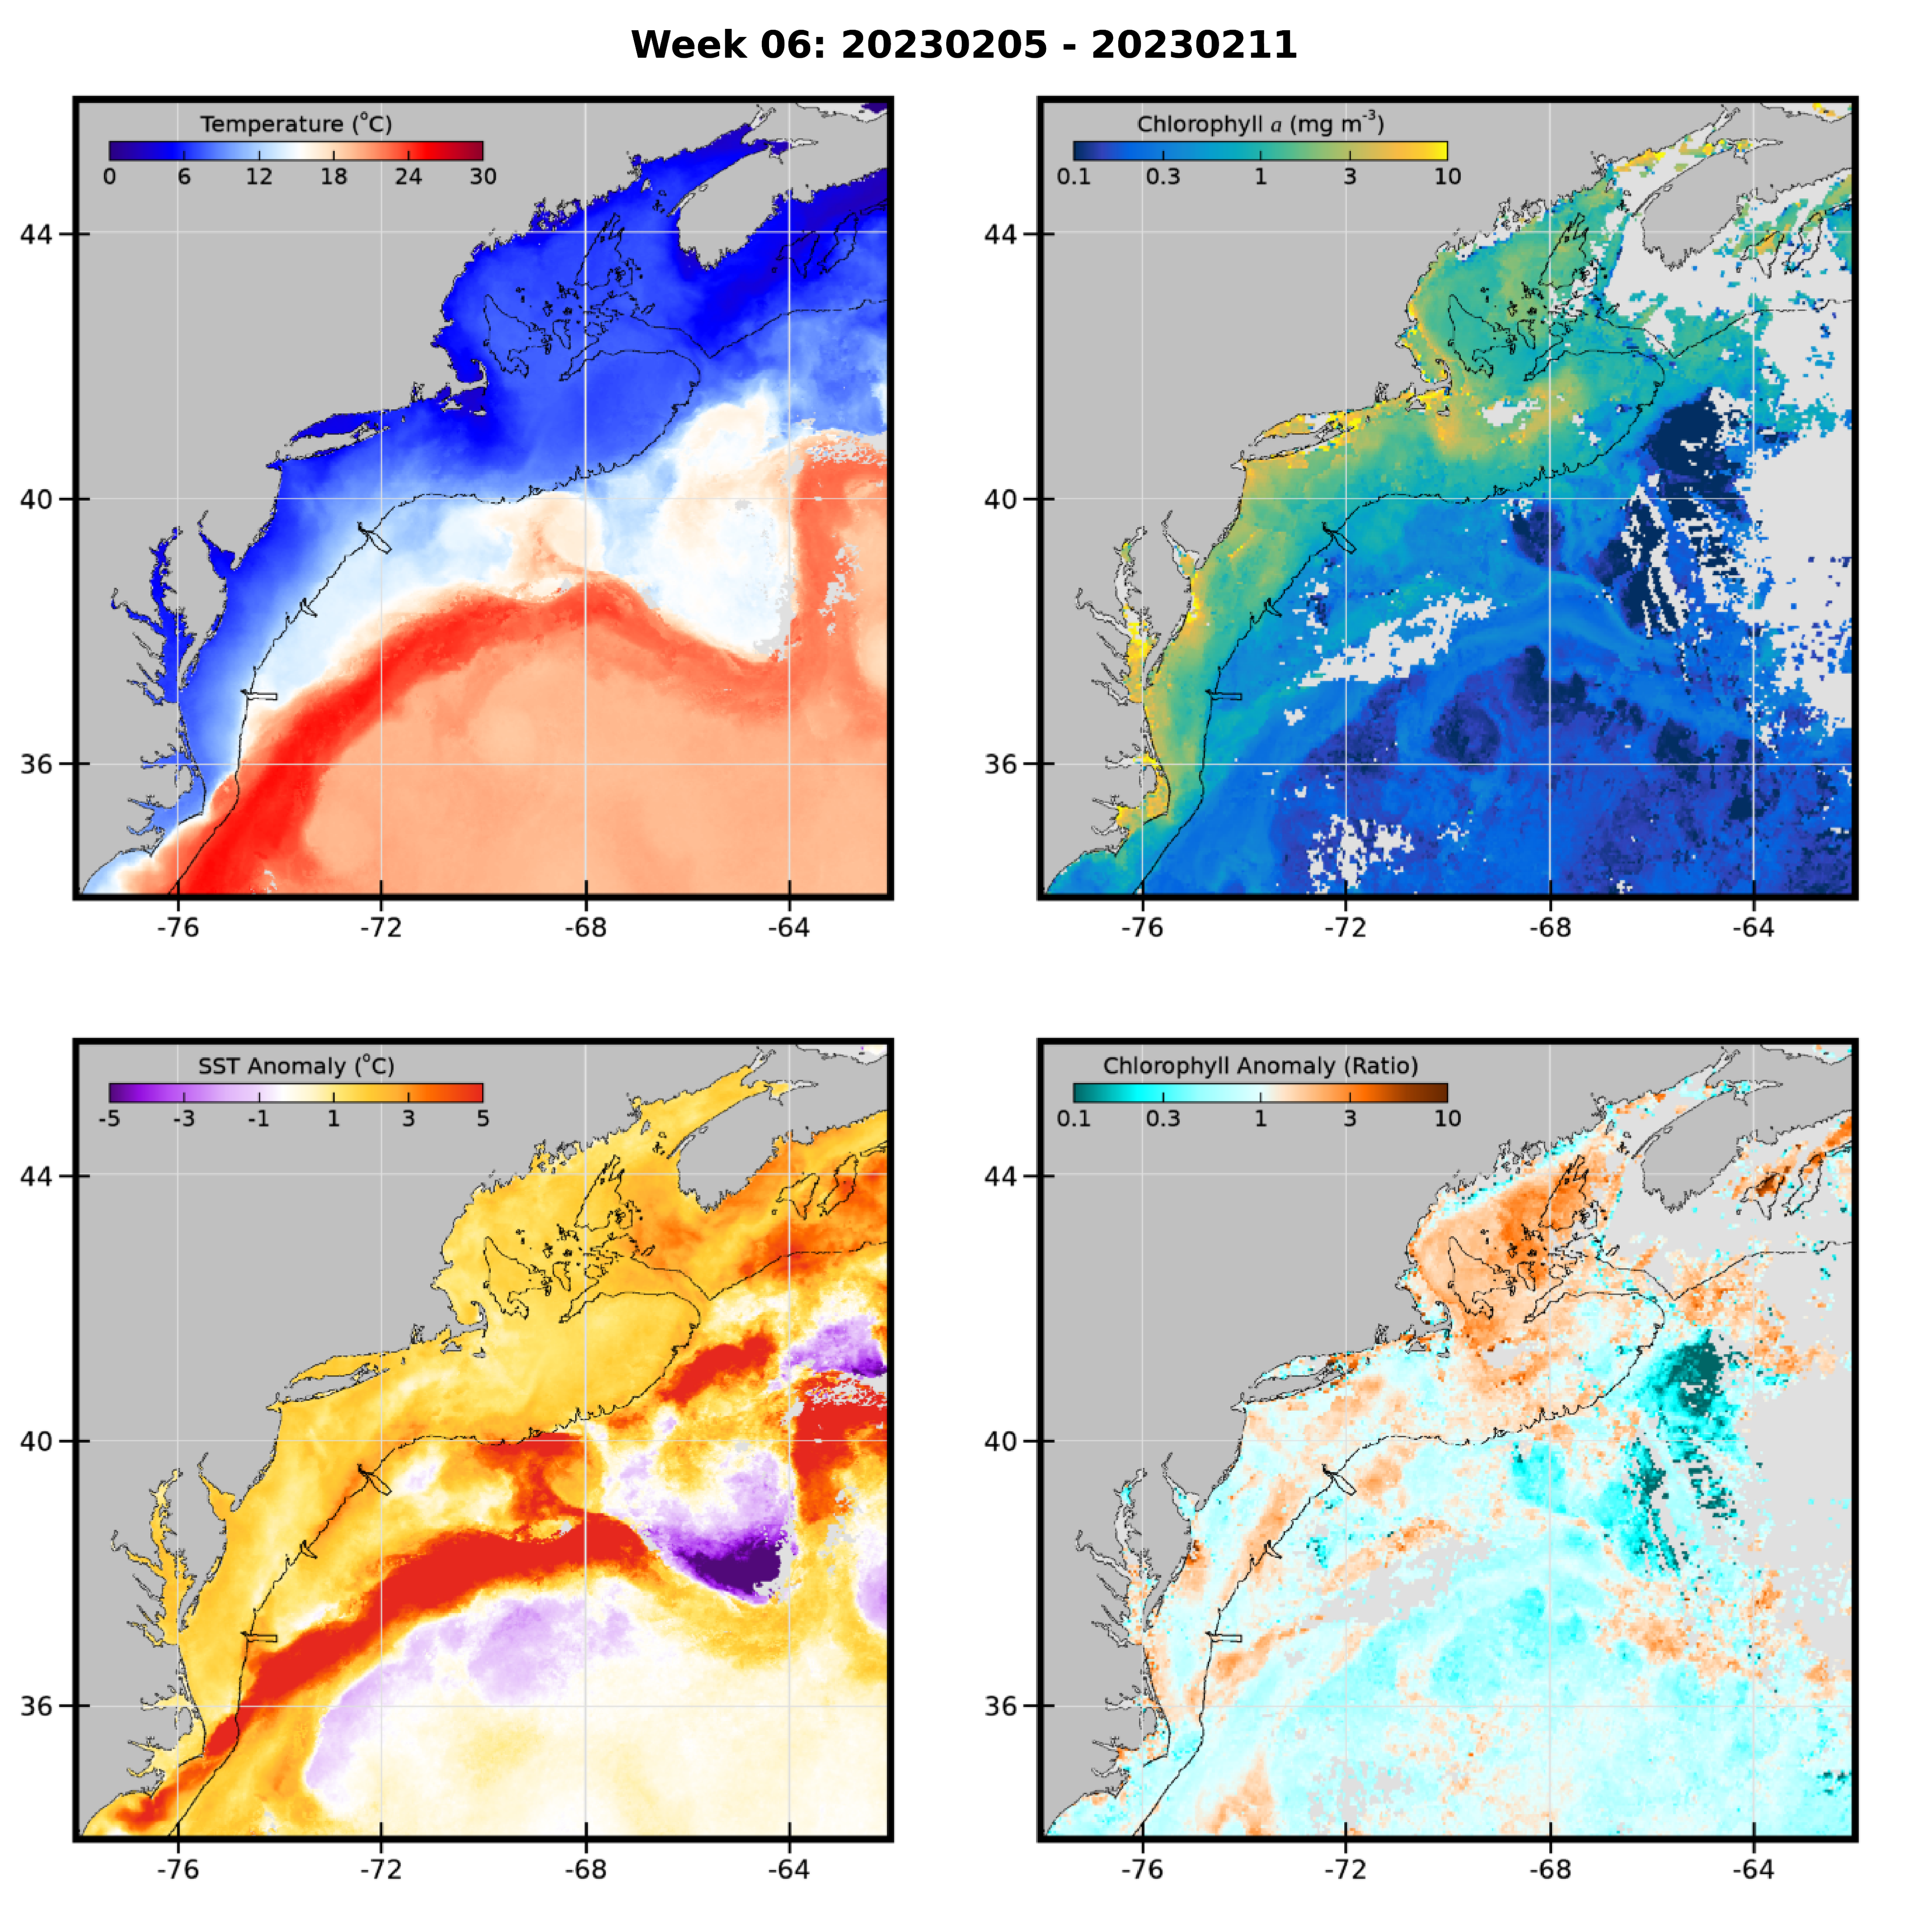 Week 06: 20230205 - 20230211
Temperature (°C)
0 6 12 18 24 30
44
40
36
-76 -72 -68 -64
Chlorophyll a (mg m⁻³)
0.1 0.3 1 3 10
44
40
36
-76 -72 -68 -64
SST Anomaly (°C)
-5 -3 -1 1 3 5
44
40
36
-76 -72 -68 -64
Chlorophyll Anomaly (Ratio)
0.1 0.3 1 3 10
44
40
36
-76 -72 -68 -64